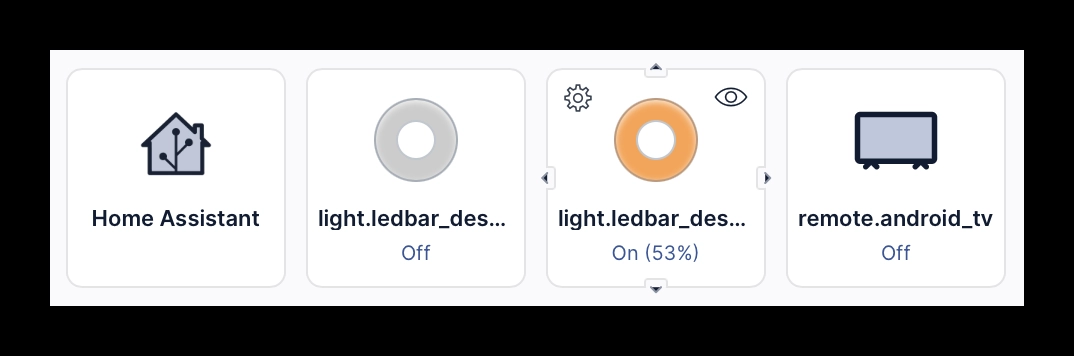 Home Assistant
light.ledbar_des...
Off
light.ledbar_des...
On (53%)
remote.android_tv
Off